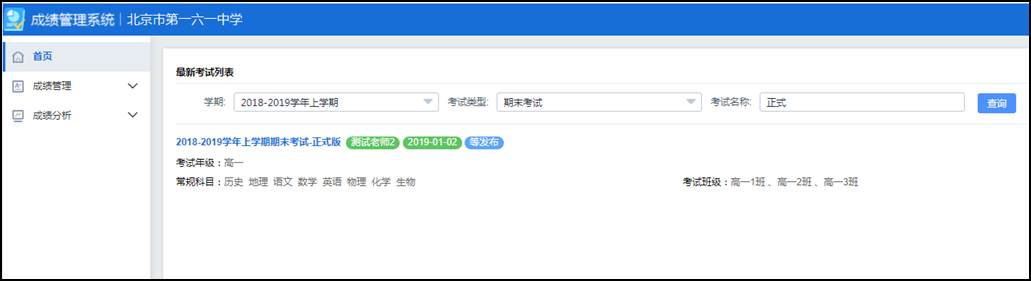 成绩管理系统 | 北京市第一六一中学
首页
成绩管理
成绩分析
最新考试列表
学期: 2018-2019学年上学期 考试类型: 期末考试 考试名称: 正式 查询
2018-2019学年上学期期末考试-正式版 测试老师2 2019-01-02 等发布
考试年级：高一
常规科目：历史 地理 语文 数学 英语 物理 化学 生物 考试班级：高一1班 、高一2班 、高一3班